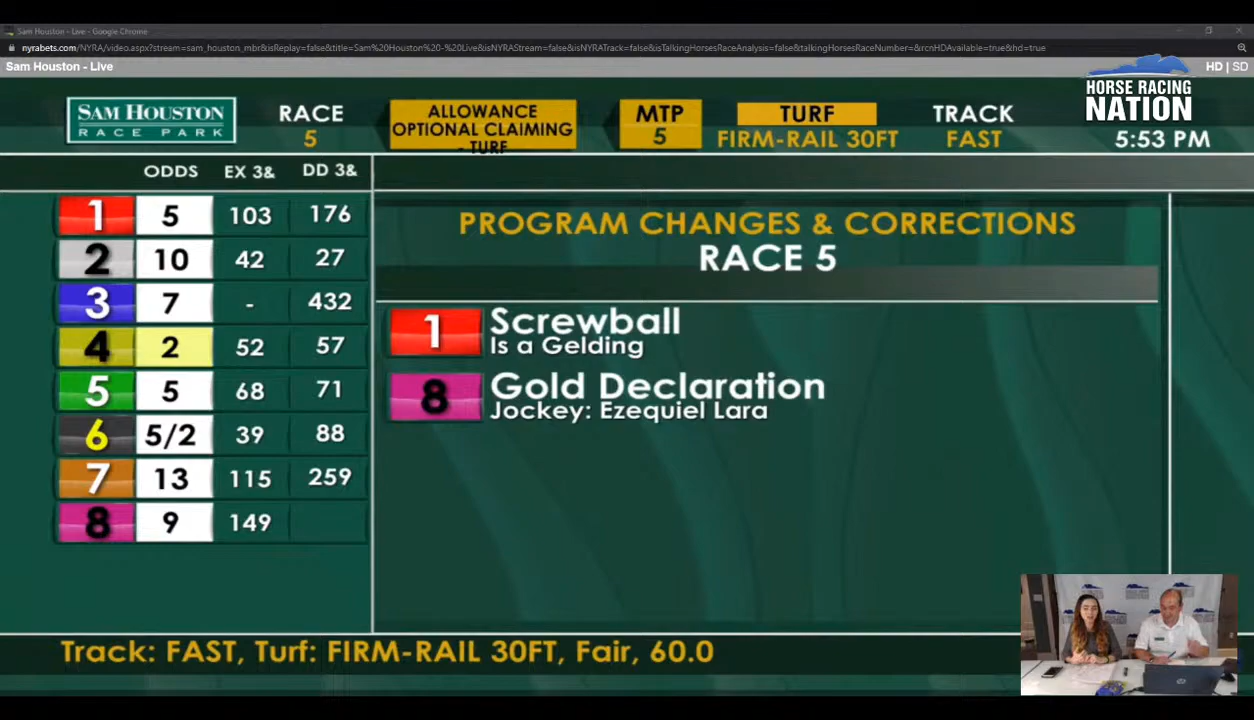 Sam Houston - Live - Google Chrome
nyrabets.com/NYRA/video.aspx?stream=sam_houston_mbr&isReplay=false&title=Sam%20Houston%20-%20Live&isNYRAStream=false&isNYRATrack=false&isTalkingHorsesRaceAnalysis=false&talkingHorsesRaceNumber=&rcnHDAvailable=true&hd=true
Sam Houston - Live
HD | SD
HORSE RACING
NATION
SAM HOUSTON
RACE PARK
RACE
5
ALLOWANCE
OPTIONAL CLAIMING
- TURF
MTP
5
TURF
FIRM-RAIL 30FT
TRACK
FAST
5:53 PM
ODDS EX 3& DD 3&
1 5 103 176
2 10 42 27
3 7 - 432
4 2 52 57
5 5 68 71
6 5/2 39 88
7 13 115 259
8 9 149
PROGRAM CHANGES & CORRECTIONS
RACE 5
1 Screwball
Is a Gelding
8 Gold Declaration
Jockey: Ezequiel Lara
Track: FAST, Turf: FIRM-RAIL 30FT, Fair, 60.0